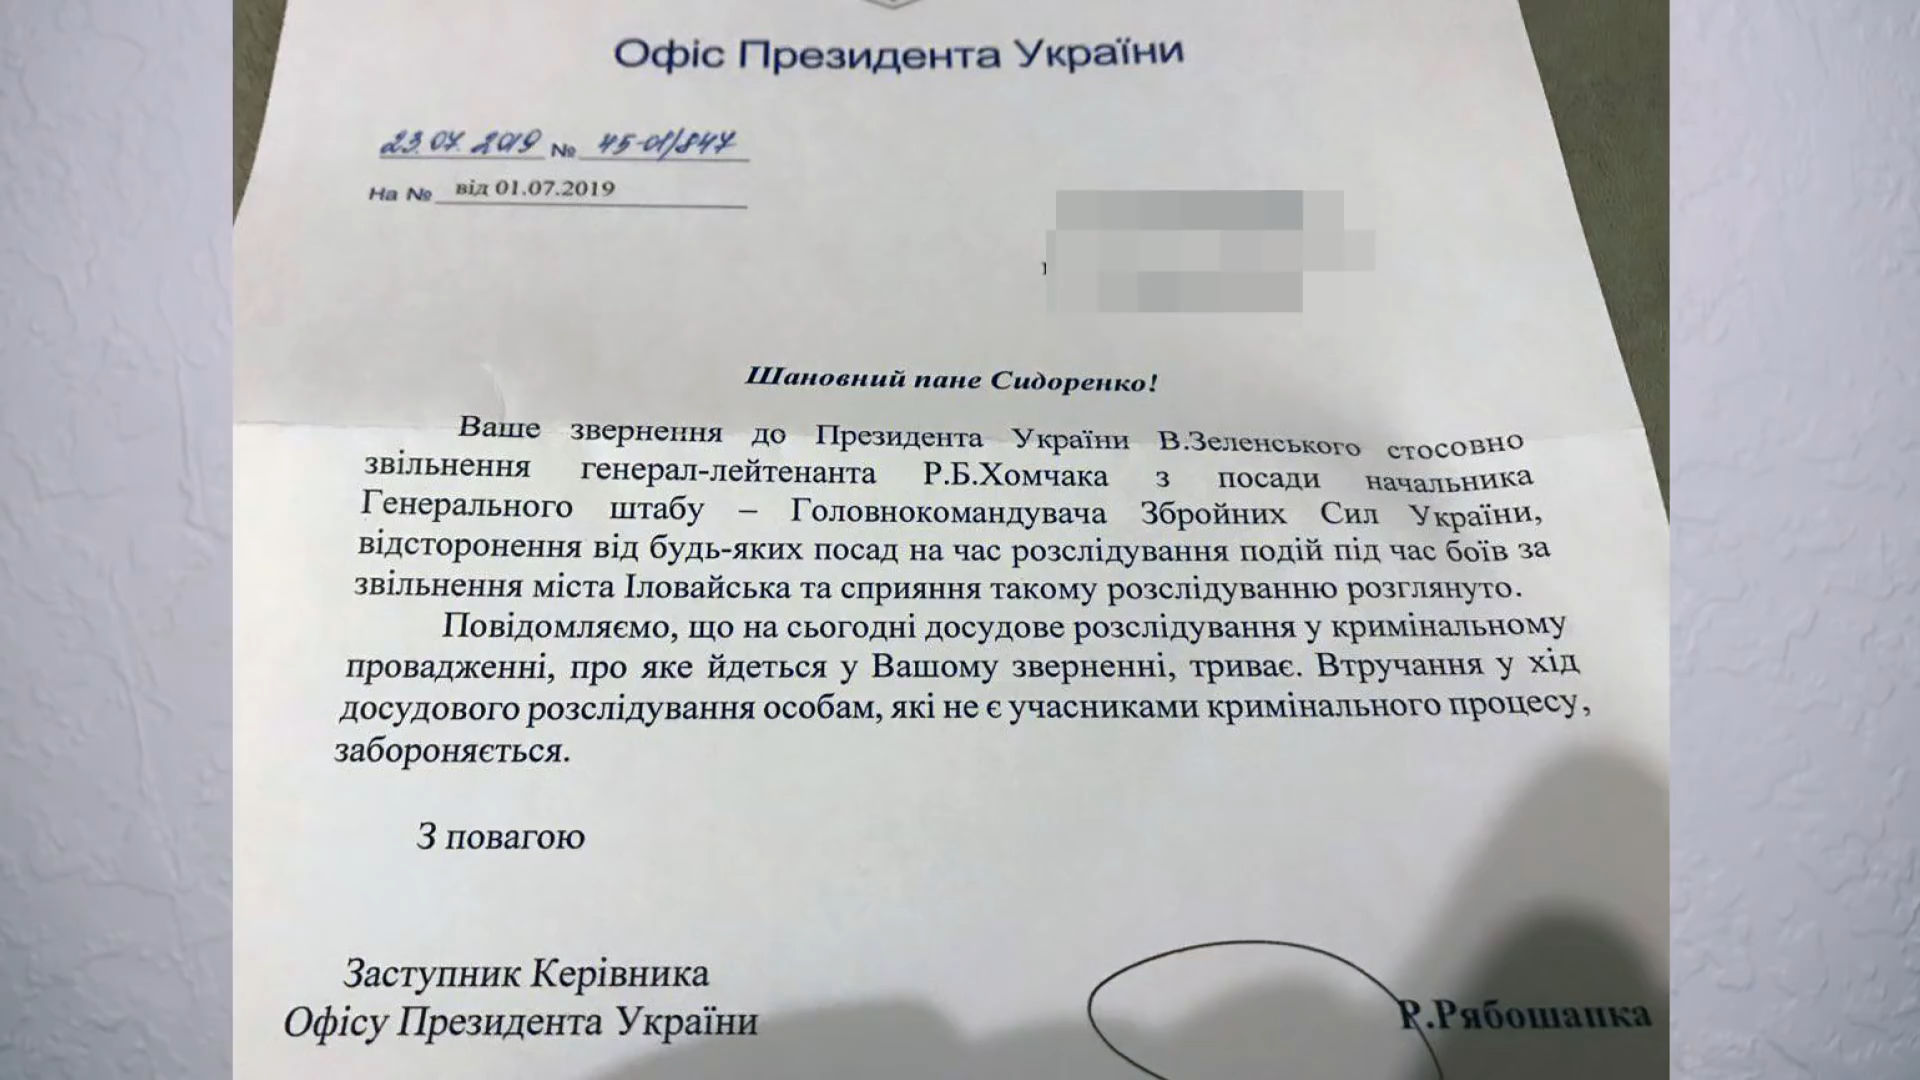 Офіс Президента України
23.07.2019 № 45-01/847
На № від 01.07.2019
Шановний пане Сидоренко!
Ваше звернення до Президента України В.Зеленського стосовно
звільнення генерал-лейтенанта Р.Б.Хомчака з посади начальника
Генерального штабу – Головнокомандувача Збройних Сил України,
відсторонення від будь-яких посад на час розслідування подій під час боїв за
звільнення міста Іловайська та сприяння такому розслідуванню розглянуто.
Повідомляємо, що на сьогодні досудове розслідування у кримінальному
провадженні, про яке йдеться у Вашому зверненні, триває. Втручання у хід
досудового розслідування особам, які не є учасниками кримінального процесу,
забороняється.
З повагою
Заступник Керівника
Офісу Президента України
Р.Рябошапка